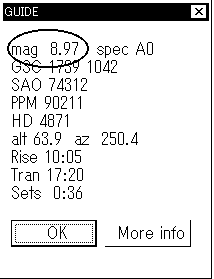 GUIDE
mag 8.97 spec A0
GSC 1739 1042
SAO 74312
PPM 90211
HD 4871
alt 63.9 az 250.4
Rise 10:05
Tran 17:20
Sets 0:36
OK More info